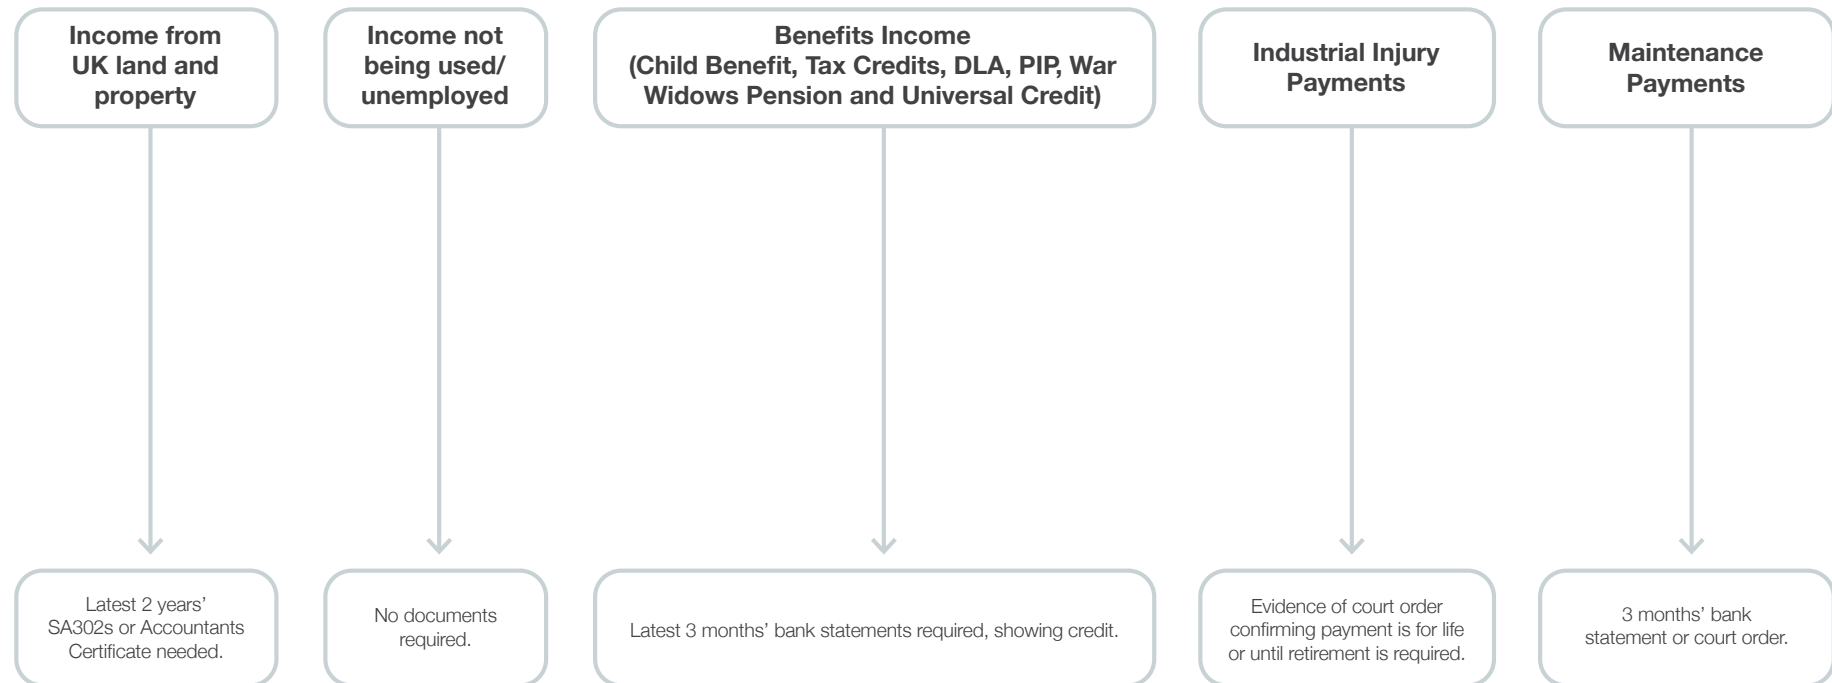 Income from
UK land and
property
Income not
being used/
unemployed
Benefits Income
(Child Benefit, Tax Credits, DLA, PIP, War
Widows Pension and Universal Credit)
Industrial Injury
Payments
Maintenance
Payments
Latest 2 years’
SA302s or Accountants
Certificate needed.
No documents
required.
Latest 3 months’ bank statements required, showing credit.
Evidence of court order
confirming payment is for life
or until retirement is required.
3 months’ bank
statement or court order.